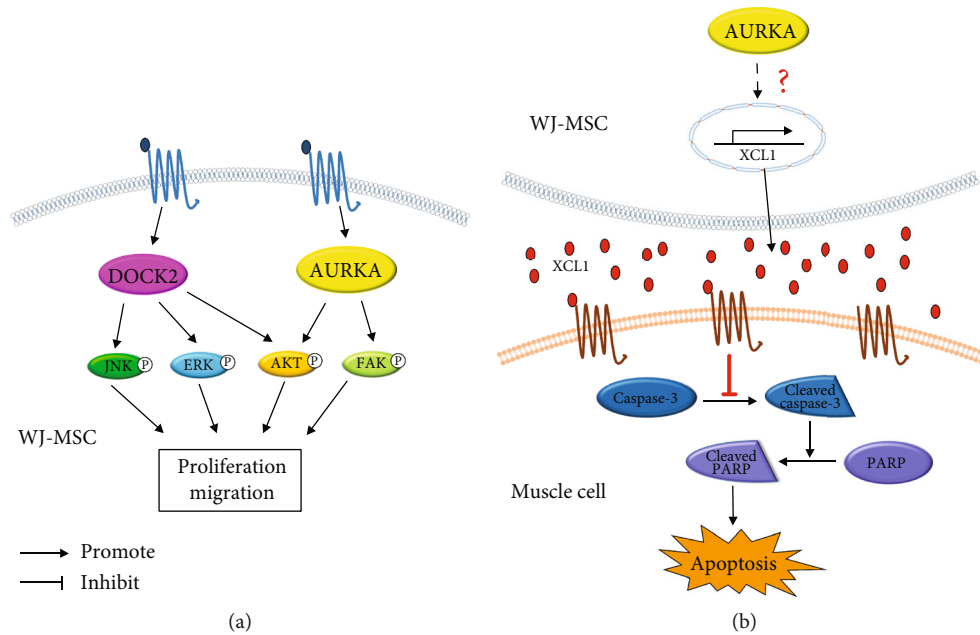 DOCK2
AURKA
JNK
P
ERK
P
AKT
P
FAK
P
WJ-MSC
Proliferation
migration
Promote
Inhibit
(a)
AURKA
?
WJ-MSC
XCL1
XCL1
Caspase-3
Cleaved
caspase-3
Cleaved
PARP
PARP
Muscle cell
Apoptosis
(b)